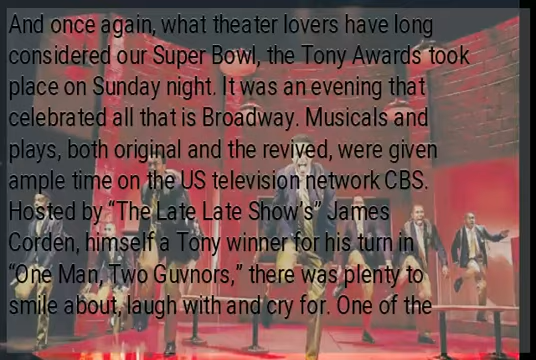 And once again, what theater lovers have long
considered our Super Bowl, the Tony Awards took
place on Sunday night. It was an evening that
celebrated all that is Broadway. Musicals and
plays, both original and the revived, were given
ample time on the US television network CBS.
Hosted by “The Late Late Show’s” James
Corden, himself a Tony winner for his turn in
“One Man, Two Guvnors,” there was plenty to
smile about, laugh with and cry for. One of the